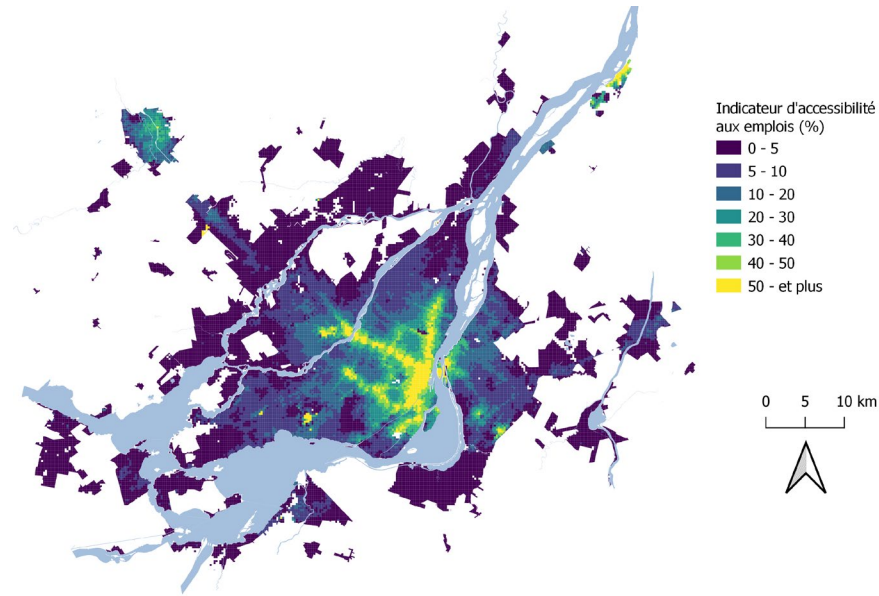 Indicateur d'accessibilité
aux emplois (%)
0 - 5
5 - 10
10 - 20
20 - 30
30 - 40
40 - 50
50 - et plus
0 5 10 km